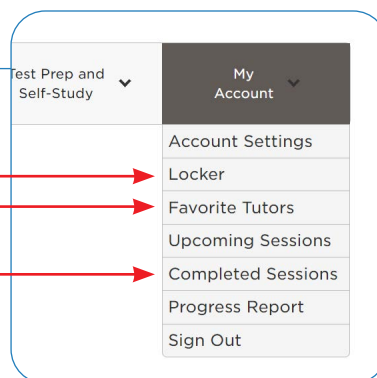 Test Prep and
Self-Study
My
Account
Account Settings
Locker
Favorite Tutors
Upcoming Sessions
Completed Sessions
Progress Report
Sign Out